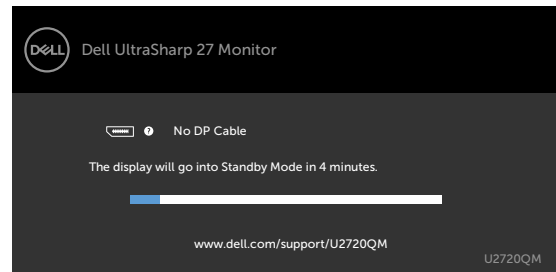 DELL
Dell UltraSharp 27 Monitor
? No DP Cable
The display will go into Standby Mode in 4 minutes.
www.dell.com/support/U2720QM
U2720QM